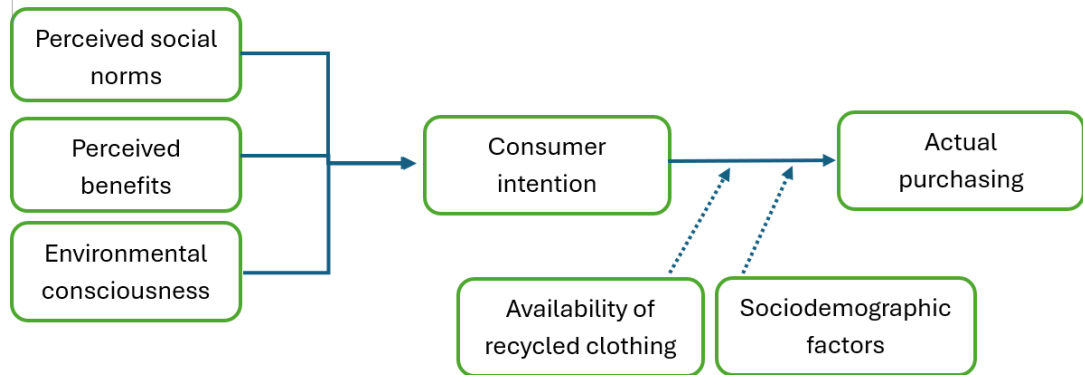 Perceived social
norms
Perceived
benefits
Environmental
consciousness
Consumer
intention
Actual
purchasing
Availability of
recycled clothing
Sociodemographic
factors